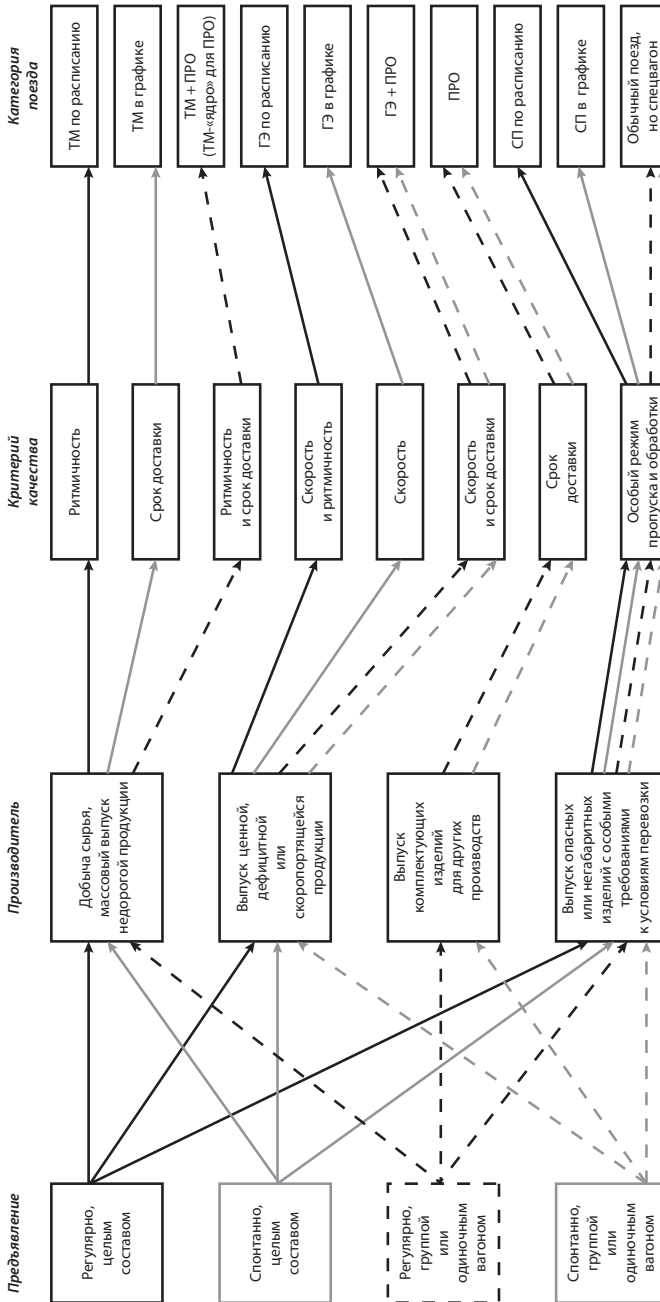 Предъявление
Регулярно,
целым
составом
Спонтанно,
целым
составом
Регулярно,
группой
или
одиночным
вагоном
Спонтанно,
группой
или
одиночным
вагоном
Производитель
Добыча сырья,
массовый выпуск
недорогой продукции
Выпуск ценной,
дефицитной
или
скоропортящейся
продукции
Выпуск
комплектующих
изделий
для других
производств
Выпуск опасных
или негабаритных
изделий с особыми
требованиями
к условиям перевозки
Критерий
качества
Ритмичность
Срок доставки
Ритмичность
и срок доставки
Скорость
и ритмичность
Скорость
Скорость
и срок доставки
Срок
доставки
Особый режим
пропуска и обработки
Категория
поезда
ТМ по расписанию
ТМ в графике
ТМ + ПРО
(ТМ-«ядро» для ПРО)
ГЭ по расписанию
ГЭ в графике
ГЭ + ПРО
ПРО
СП по расписанию
СП в графике
Обычный поезд,
но спецвагон